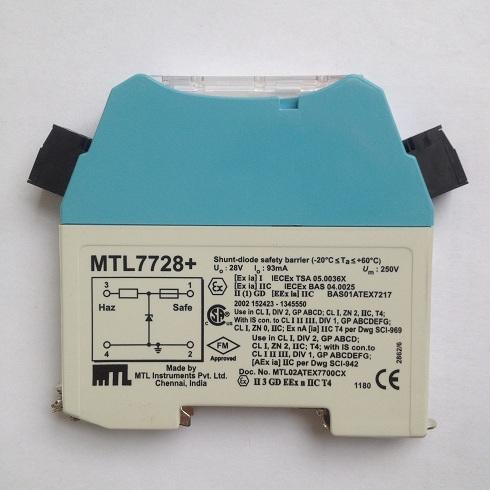 MTL7728+
Shunt-diode safety barrier (-20°C ≤ Ta ≤ +60°C)
Uo : 28V Io : 93mA Um : 250V
[Ex ia] I IECEx TSA 05.0036X
[Ex ia] IIC IECEx BAS 04.0025
II (1) GD [EEx ia] IIC BAS01ATEX7217
2002 152423 - 1345550
Use in CL I, DIV 2, GP ABCD; CL I, ZN 2, IIC, T4;
With IS con. to CL I II III, DIV 1, GP ABCDEFG;
CL I, ZN 0, IIC; Ex nA [ia] IIC T4 per Dwg SCI-969
Use in CL I, DIV 2, GP ABCD; or
CL I, ZN 2, IIC; T4; with IS con. to
CL I II III, DIV 1, GP ABCDEFG;
[AEx ia] IIC per Dwg SCI-942
Doc. No. MTL02ATEX7700CX
II 3 GD EEx n IIC T4
1180 CE
2862/6
3 1
Haz Safe
4 2
Ex
SA
FM
Approved
Ex
MTL
Made by
MTL Instruments Pvt. Ltd.
Chennai, India